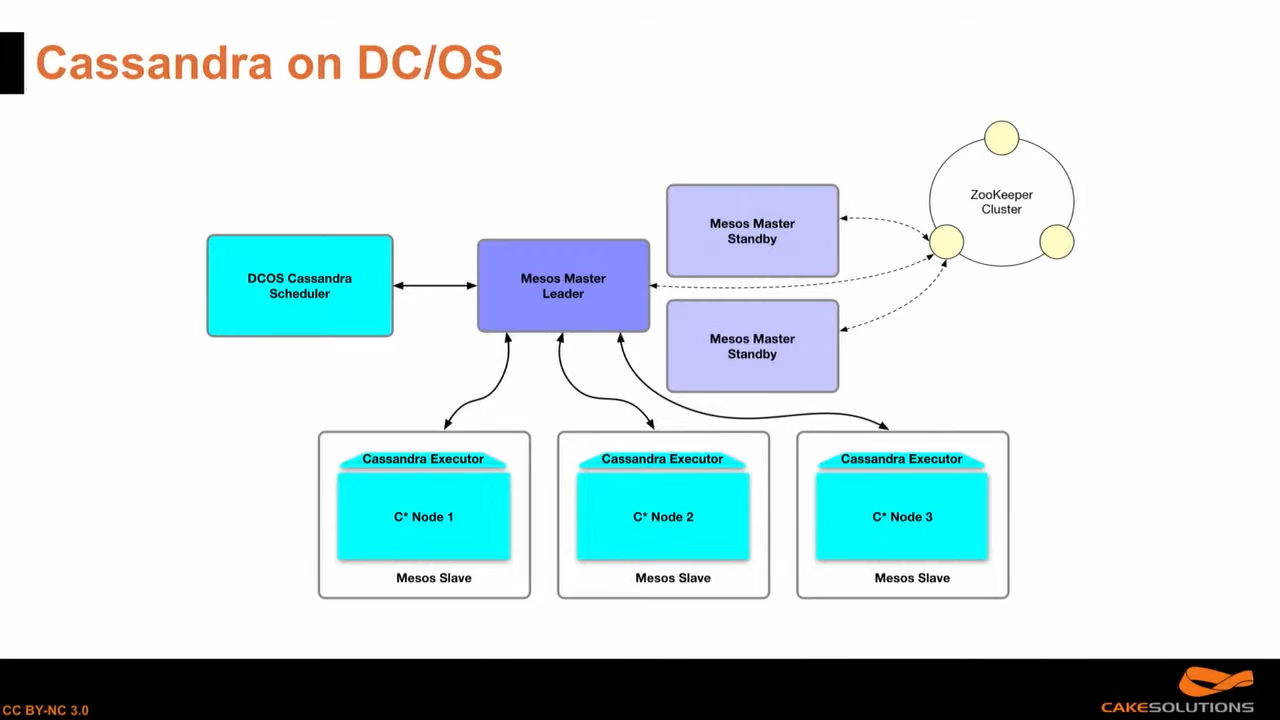 Cassandra on DC/OS
ZooKeeper
Cluster
Mesos Master
Standby
DCOS Cassandra
Scheduler
Mesos Master
Leader
Mesos Master
Standby
Cassandra Executor
C* Node 1
Mesos Slave
Cassandra Executor
C* Node 2
Mesos Slave
Cassandra Executor
C* Node 3
Mesos Slave
CC BY-NC 3.0
CAKESOLUTIONS